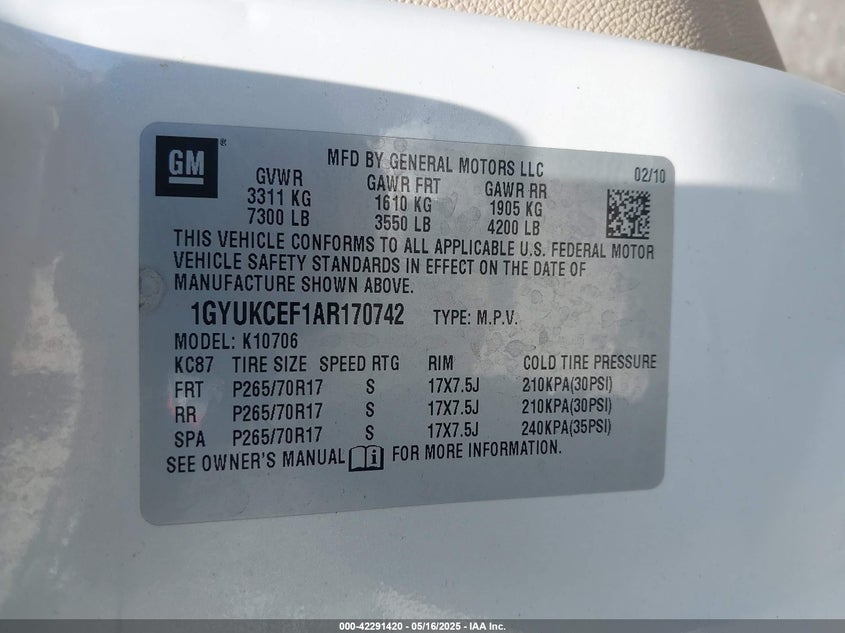 GM ®
MFD BY GENERAL MOTORS LLC 02/10
GVWR GAWR FRT GAWR RR
3311 KG 1610 KG 1905 KG
7300 LB 3550 LB 4200 LB
THIS VEHICLE CONFORMS TO ALL APPLICABLE U.S. FEDERAL MOTOR
VEHICLE SAFETY STANDARDS IN EFFECT ON THE DATE OF
MANUFACTURE SHOWN ABOVE.
1GYUKCEF1AR170742 TYPE: M.P.V.
MODEL: K10706
KC87 TIRE SIZE SPEED RTG RIM COLD TIRE PRESSURE
FRT P265/70R17 S 17X7.5J 210KPA(30PSI)
RR P265/70R17 S 17X7.5J 210KPA(30PSI)
SPA P265/70R17 S 17X7.5J 240KPA(35PSI)
SEE OWNER'S MANUAL i FOR MORE INFORMATION.
000-42291420 - 05/16/2025 - IAA Inc.